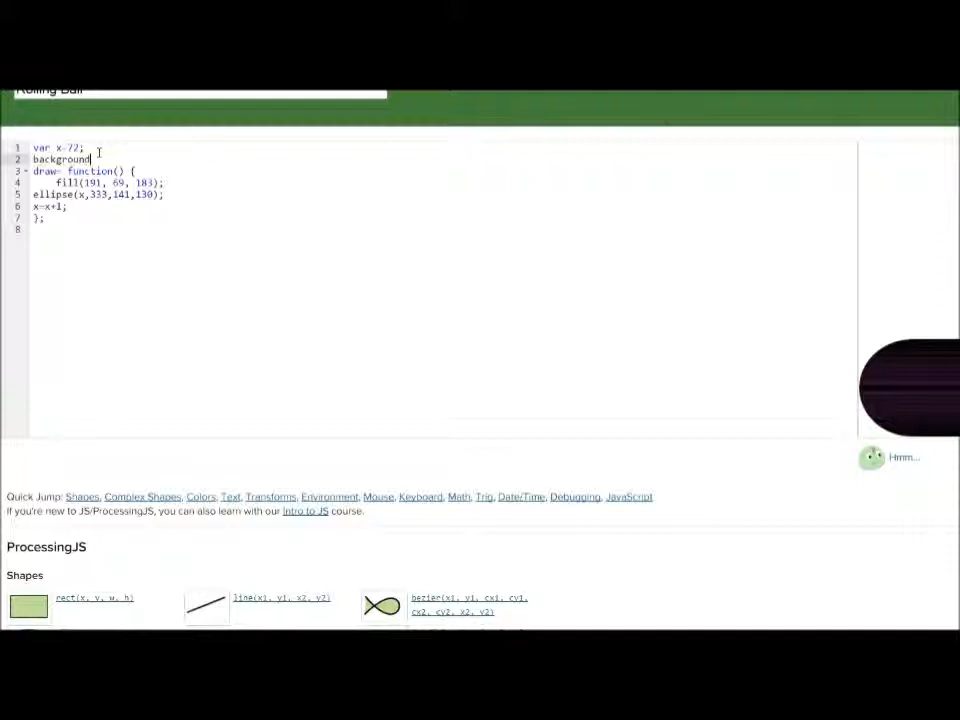 Rolling Ball
1 var x=72;
2 background
3 draw= function() {
4 fill(191, 69, 183);
5 ellipse(x,333,141,130);
6 x=x+1;
7 };
8
Hmm...
Quick Jump: Shapes, Complex Shapes, Colors, Text, Transforms, Environment, Mouse, Keyboard, Math, Trig, Date/Time, Debugging, JavaScript
If you're new to JS/ProcessingJS, you can also learn with our Intro to JS course.
ProcessingJS
Shapes
rect(x, y, w, h)
line(x1, y1, x2, y2)
bezier(x1, y1, cx1, cy1,
cx2, cy2, x2, y2)